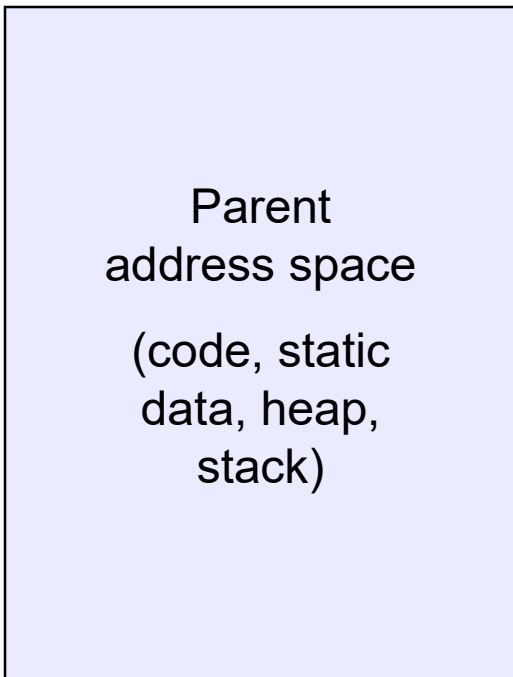 Parent
address space
(code, static
data, heap,
stack)